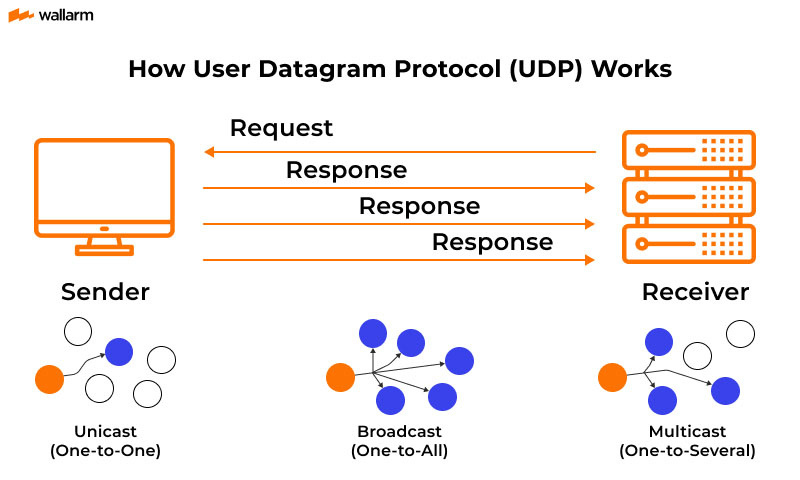 wallarm
How User Datagram Protocol (UDP) Works
Request
Response
Response
Response
Sender
Receiver
Unicast
(One-to-One)
Broadcast
(One-to-All)
Multicast
(One-to-Several)